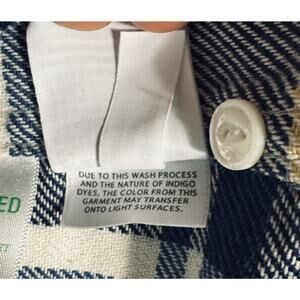 DUE TO THIS WASH PROCESS
AND THE NATURE OF INDIGO
DYES, THE COLOR FROM THIS
GARMENT MAY TRANSFER
ONTO LIGHT SURFACES.